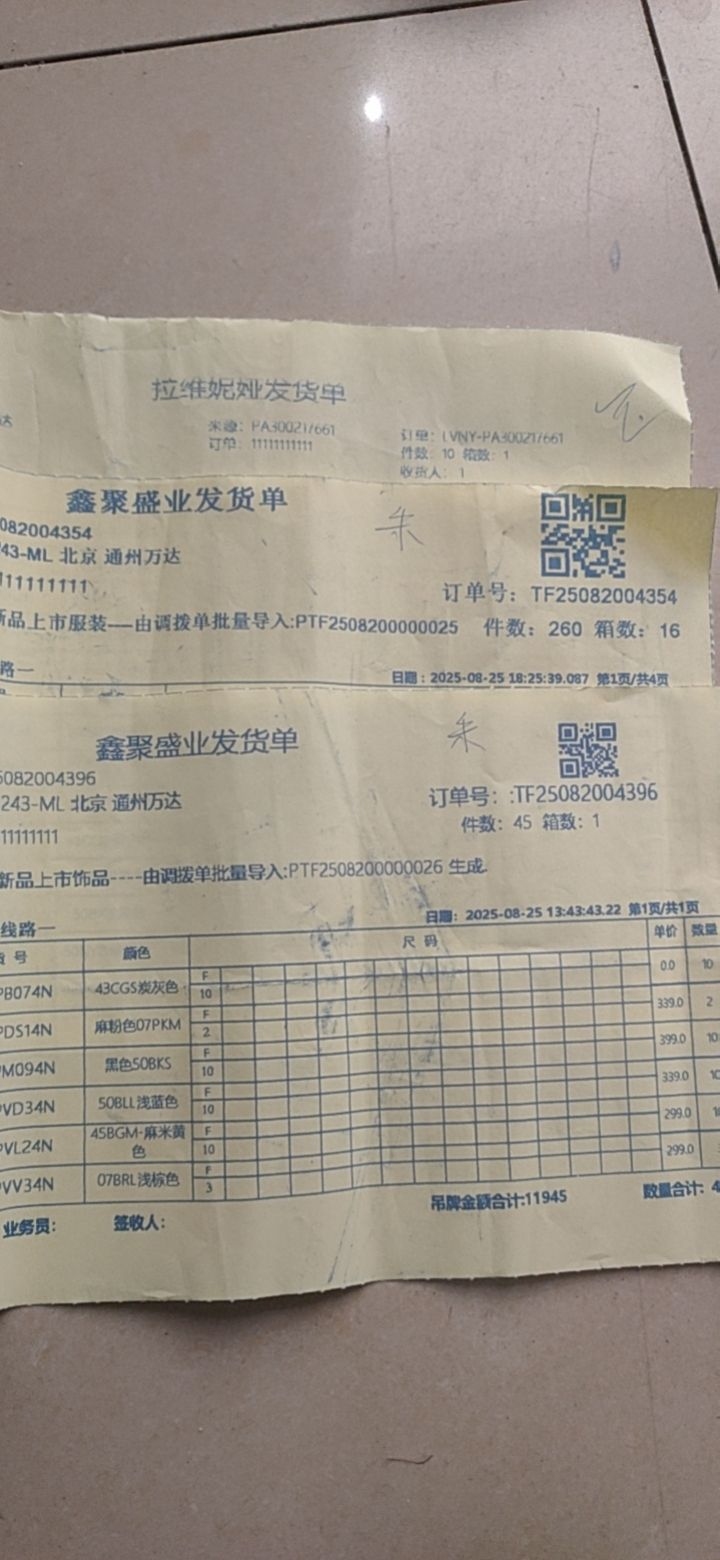 拉维妮娅发货单
达
来源: PA300217661
订单: 11111111111
订单: LVNY-PA300217661
件数: 10 箱数: 1
收货人: 1
鑫聚盛业发货单
082004354
43-ML 北京 通州万达
111111111
订单号: TF25082004354
新品上市服装----由调拨单批量导入:PTF2508200000025 件数: 260 箱数: 16
路一
日期: 2025-08-25 18:25:39.087 第1页/共4页
鑫聚盛业发货单
5082004396
243-ML 北京 通州万达
11111111
订单号: :TF25082004396
件数: 45 箱数: 1
新品上市饰品----由调拨单批量导入:PTF2508200000026 生成.
线路一
日期: 2025-08-25 13:43:43.22 第1页/共1页
货 号 颜色 尺 码 单价 数量
PB074N 43CGS炭灰色 F 10 0.0 10
PDS14N 麻粉色07PKM F 2 339.0 2
PM094N 黑色50BKS F 10 399.0 10
PVD34N 50BLL浅蓝色 F 10 339.0 10
PVL24N 45BGM-麻米黄色 F 10 299.0
PVV34N 07BRL浅棕色 F 3 299.0
吊牌金额合计:11945 数量合计: 4
业务员: 签收人: